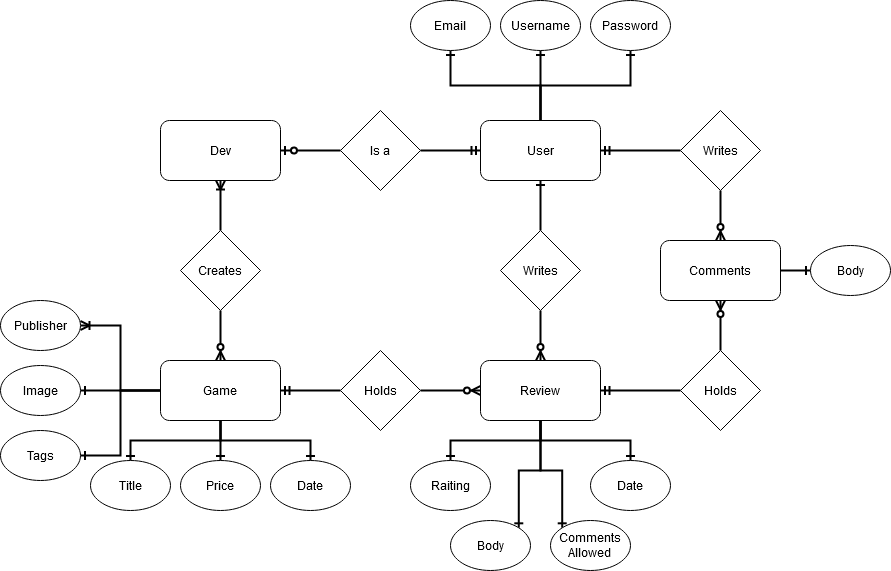 Email
Username
Password
Dev
Is a
User
Writes
Creates
Writes
Comments
Body
Publisher
Image
Tags
Game
Holds
Review
Holds
Title
Price
Date
Raiting
Date
Body
Comments
Allowed